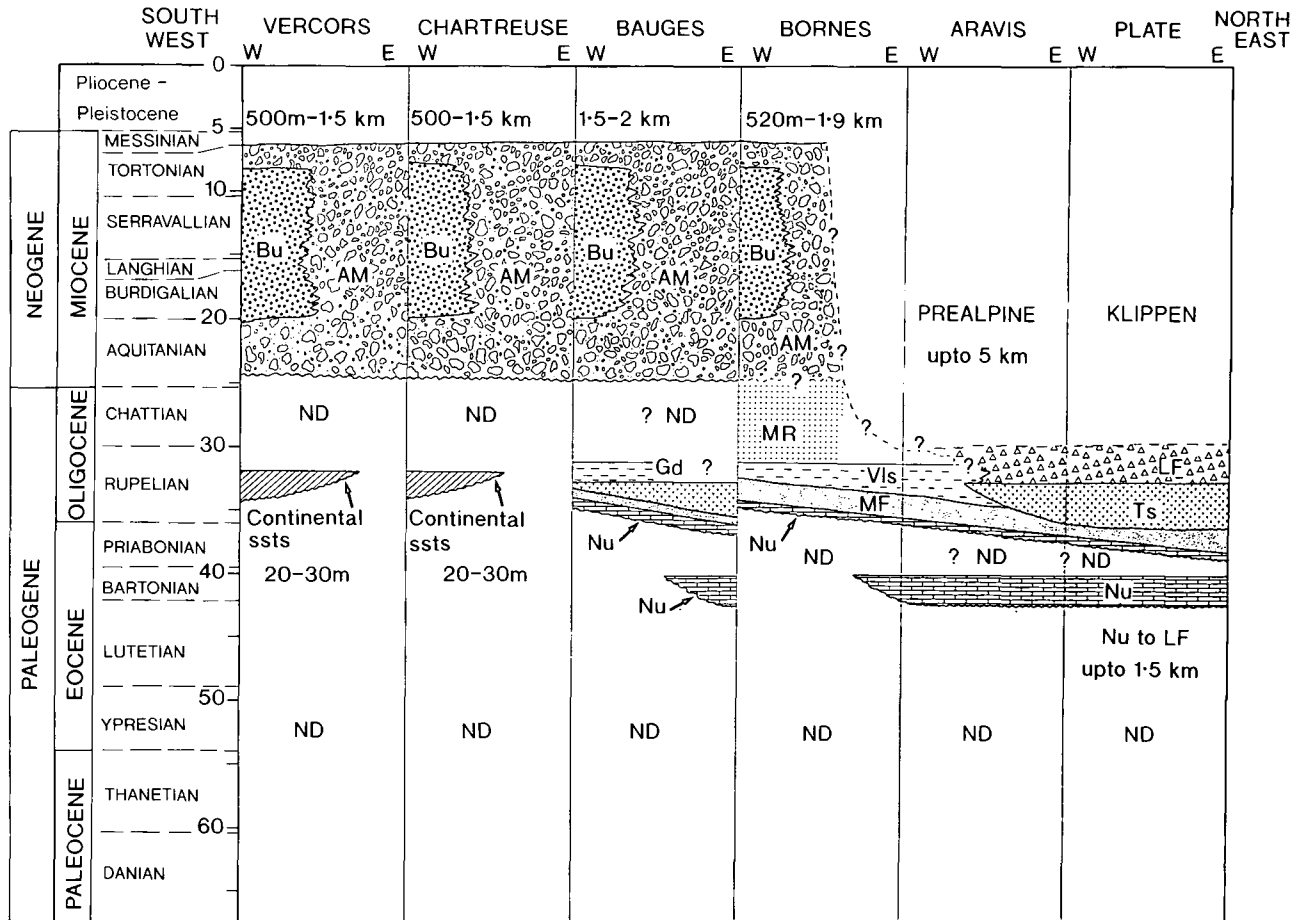 SOUTH WEST VERCORS CHARTREUSE BAUGES BORNES ARAVIS PLATE NORTH EAST
W E W E W E W E W E W E
0
Pliocene -
Pleistocene
500m-1·5 km 500-1·5 km 1·5-2 km 520m-1·9 km
5
MESSINIAN
TORTONIAN
10
SERRAVALLIAN
Bu AM Bu AM Bu AM Bu AM
LANGHIAN
BURDIGALIAN
?
20
PREALPINE KLIPPEN
upto 5 km
AQUITANIAN
?
?
NEOGENE
MIOCENE
CHATTIAN
ND ND ? ND MR ? ?
30
RUPELIAN
Gd ? Vls ? LF
MF Ts
Continental ssts
20-30m
Continental ssts
20-30m
OLIGOCENE
PRIABONIAN
Nu Nu ND ? ND ? ND
40
BARTONIAN
Nu Nu
LUTETIAN
Nu to LF
upto 1·5 km
50
YPRESIAN
ND ND ND ND ND ND
EOCENE
PALEOGENE
THANETIAN
60
DANIAN
PALEOCENE